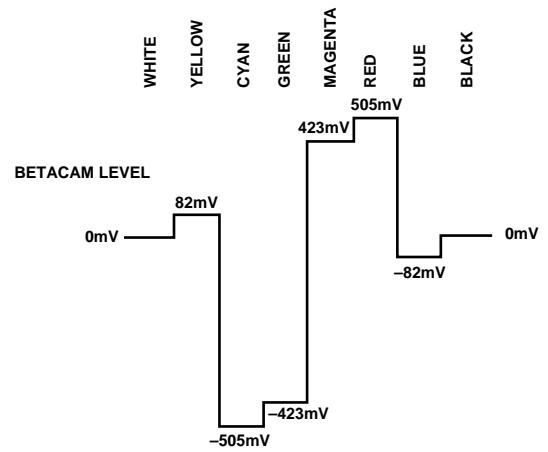 WHITE
YELLOW
CYAN
GREEN
MAGENTA
RED
BLUE
BLACK
505mV
423mV
BETACAM LEVEL
82mV
0mV
0mV
−82mV
−423mV
−505mV